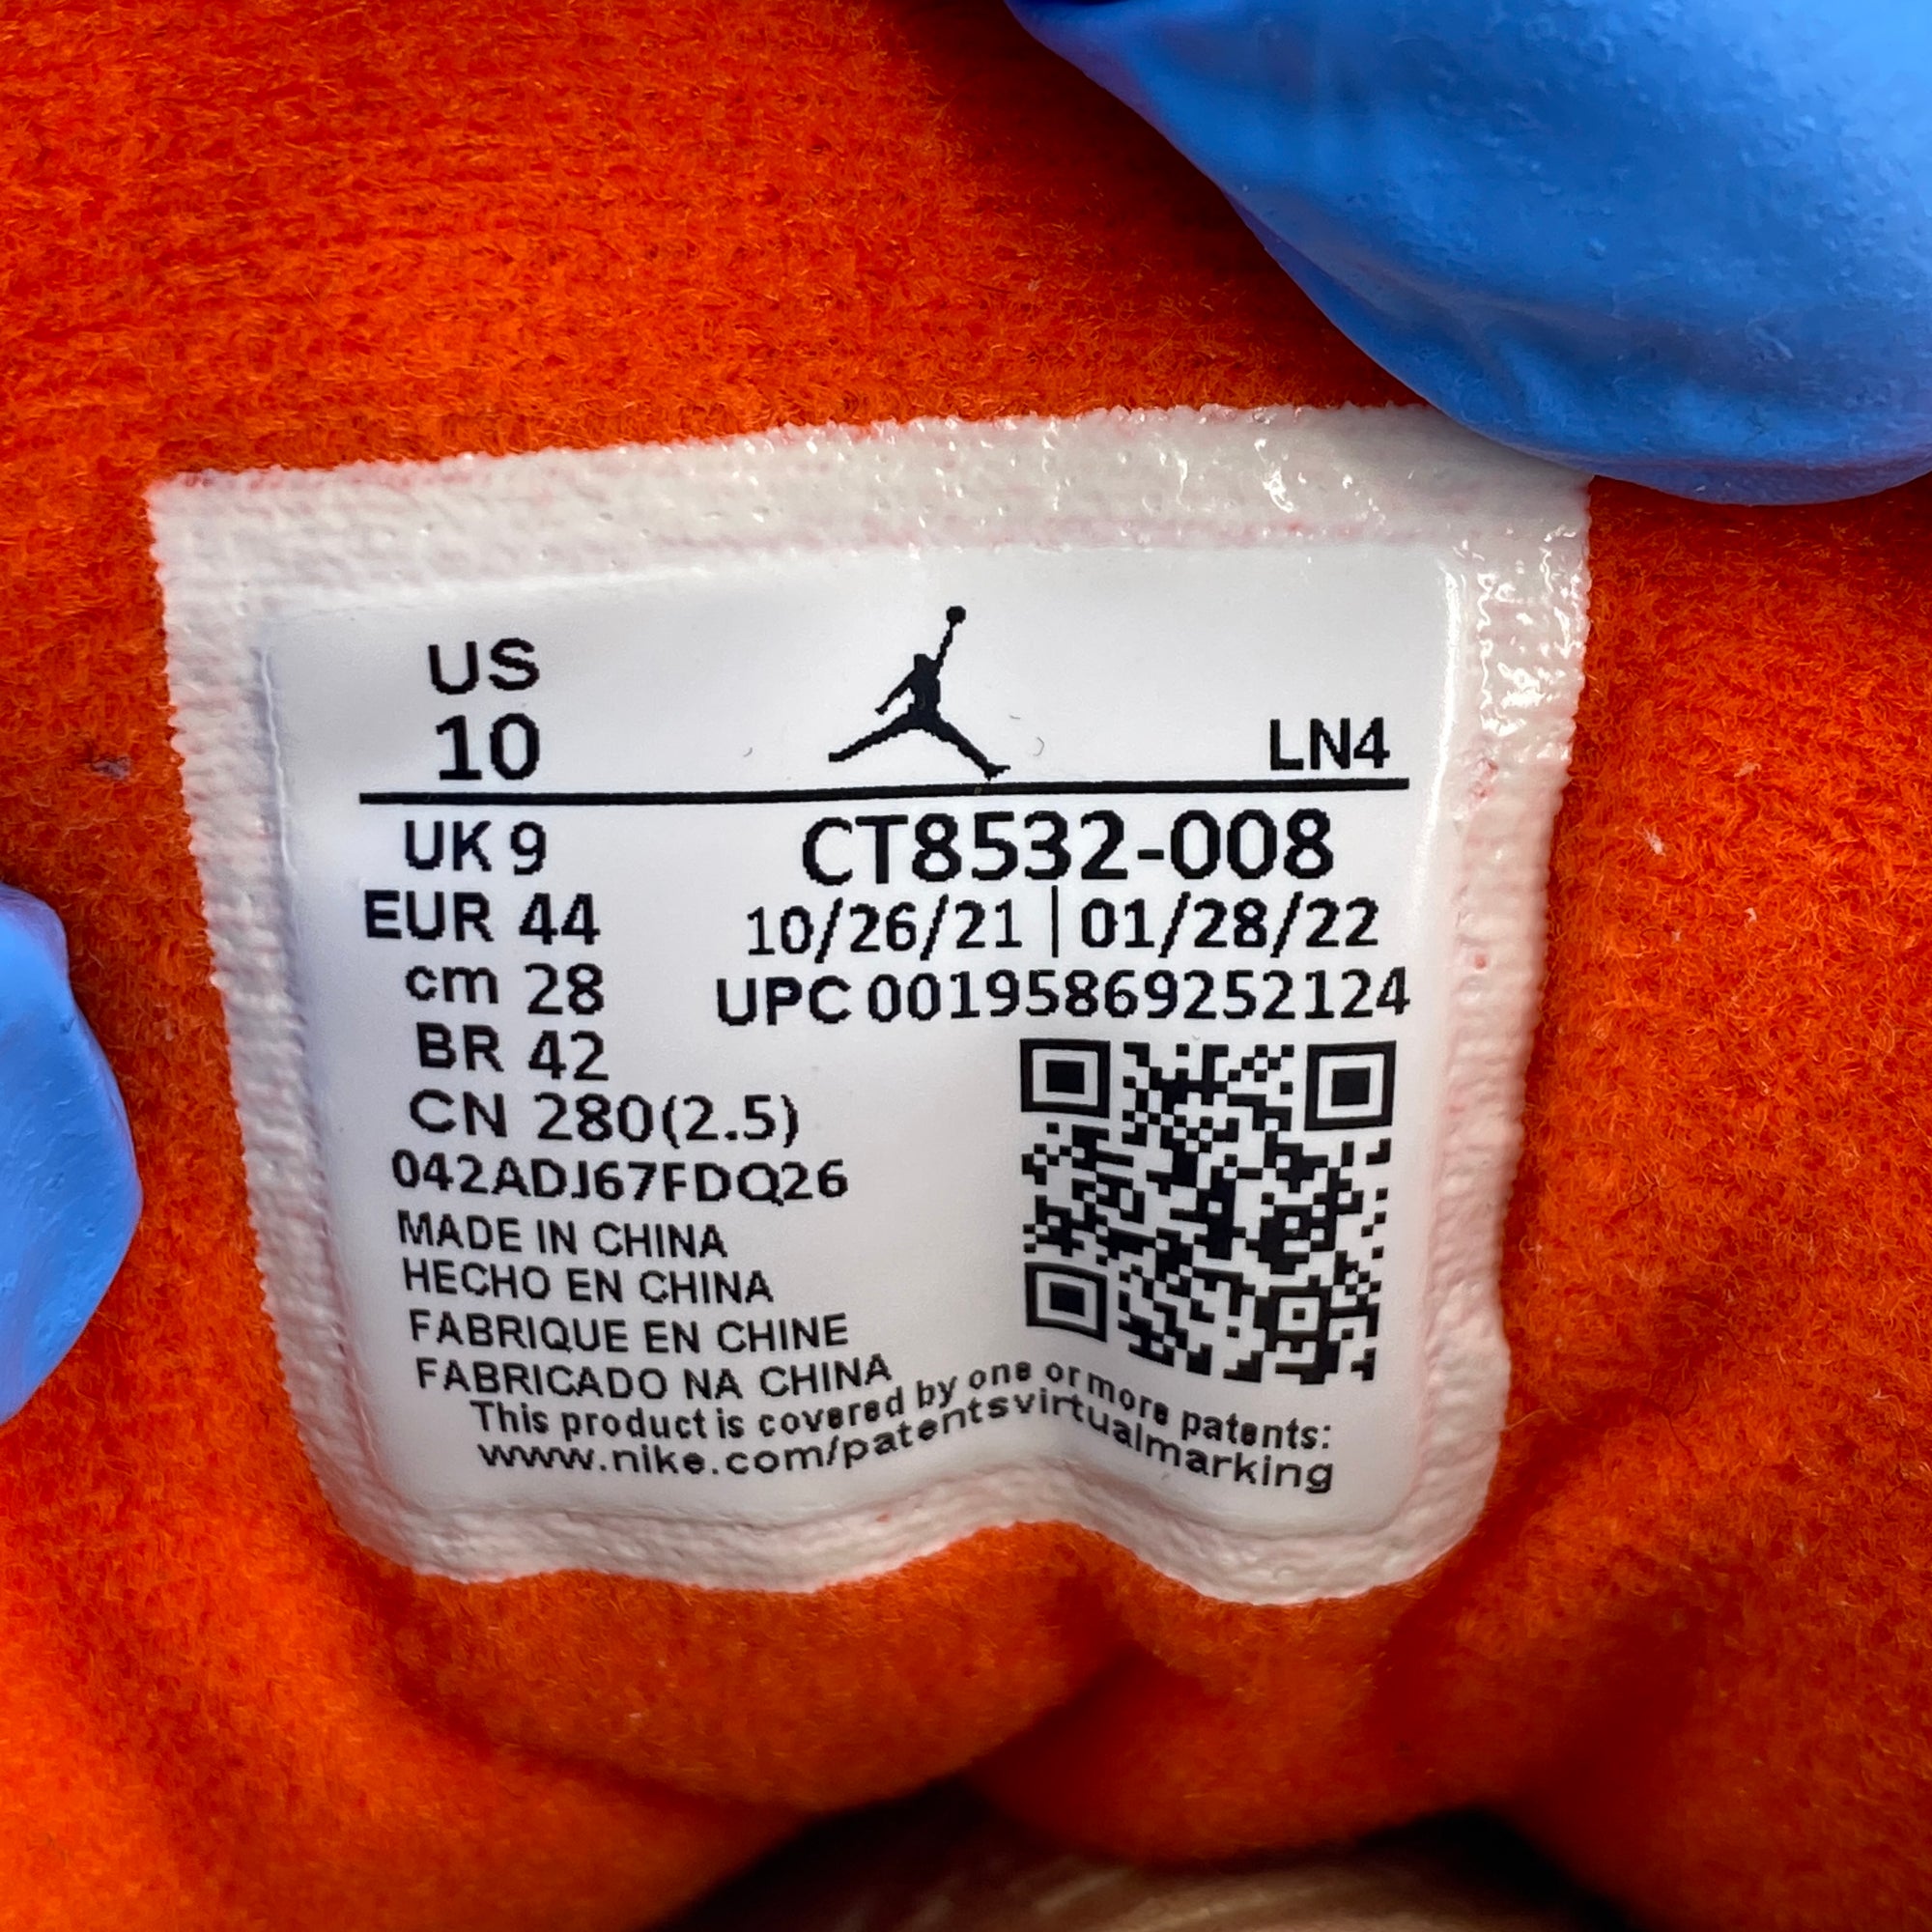 US
10
LN4
UK 9
CT8532-008
EUR 44
10/26/21 | 01/28/22
cm 28
UPC 00195869252124
BR 42
CN 280(2.5)
042ADJ67FDQ26
MADE IN CHINA
HECHO EN CHINA
FABRIQUE EN CHINE
FABRICADO NA CHINA
This product is covered by one or more patents:
www.nike.com/patentsvirtualmarking